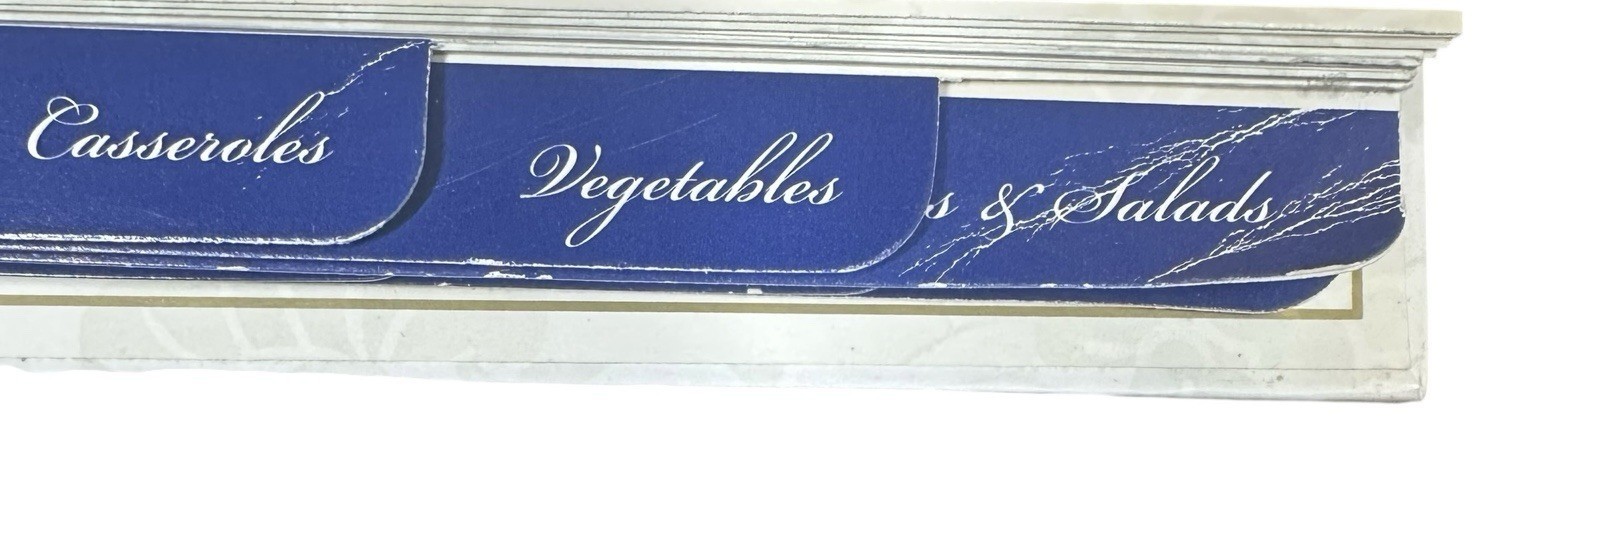 Casseroles
Vegetables
s & Salads